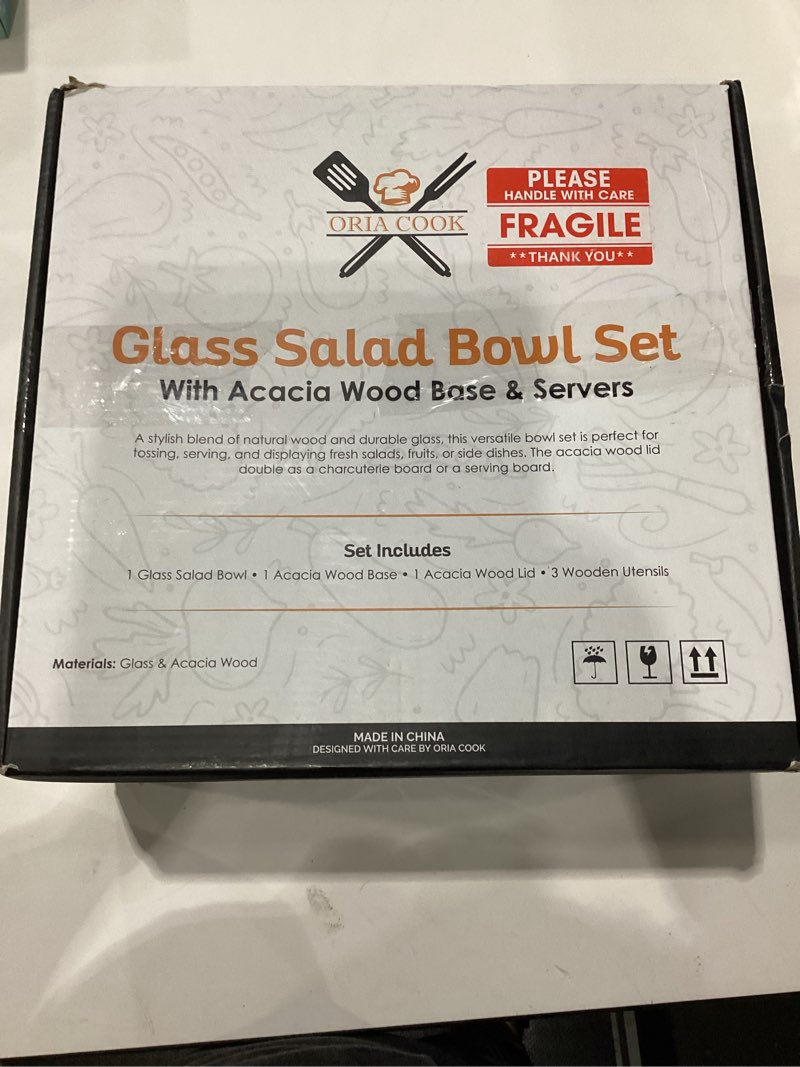 ORIA COOK
PLEASE
HANDLE WITH CARE
FRAGILE
**THANK YOU**
Glass Salad Bowl Set
With Acacia Wood Base & Servers
A stylish blend of natural wood and durable glass, this versatile bowl set is perfect for
tossing, serving, and displaying fresh salads, fruits, or side dishes. The acacia wood lid
double as a charcuterie board or a serving board.
Set Includes
1 Glass Salad Bowl • 1 Acacia Wood Base • 1 Acacia Wood Lid • 3 Wooden Utensils
Materials: Glass & Acacia Wood
MADE IN CHINA
DESIGNED WITH CARE BY ORIA COOK